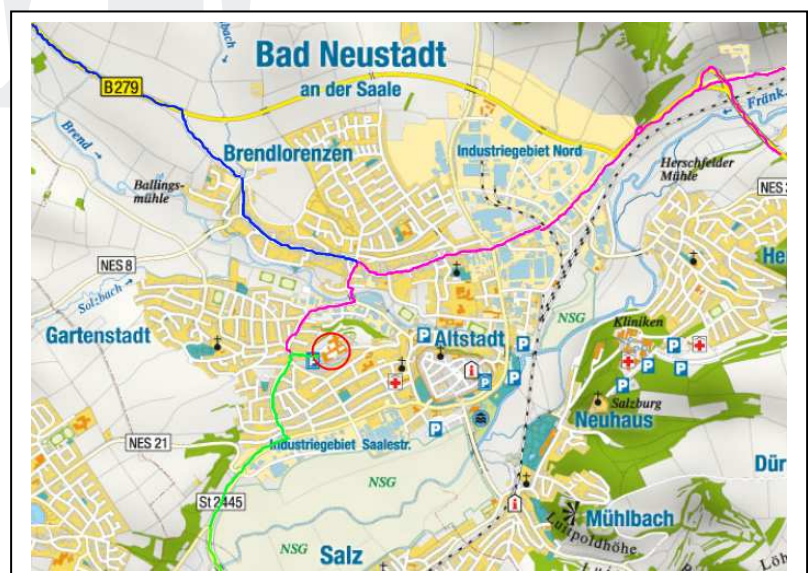 Bad Neustadt
an der Saale
B279
Brend
Brendlorenzen
Industriegebiet Nord
Fränk.
Herschfelder
Mühle
Ballings-
mühle
NES
NES 8
Solzbach
He
NSG
Gartenstadt
Kliniken
P
Altstadt
P
P
P
P
P
i
P
P
Salzburg
Neuhaus
P
NES 21
Industriegebiet Saalestr.
NSG
Dür
St 2445
i
Mühlbach
Luitpoldhöhe
NSG
Salz
Löh